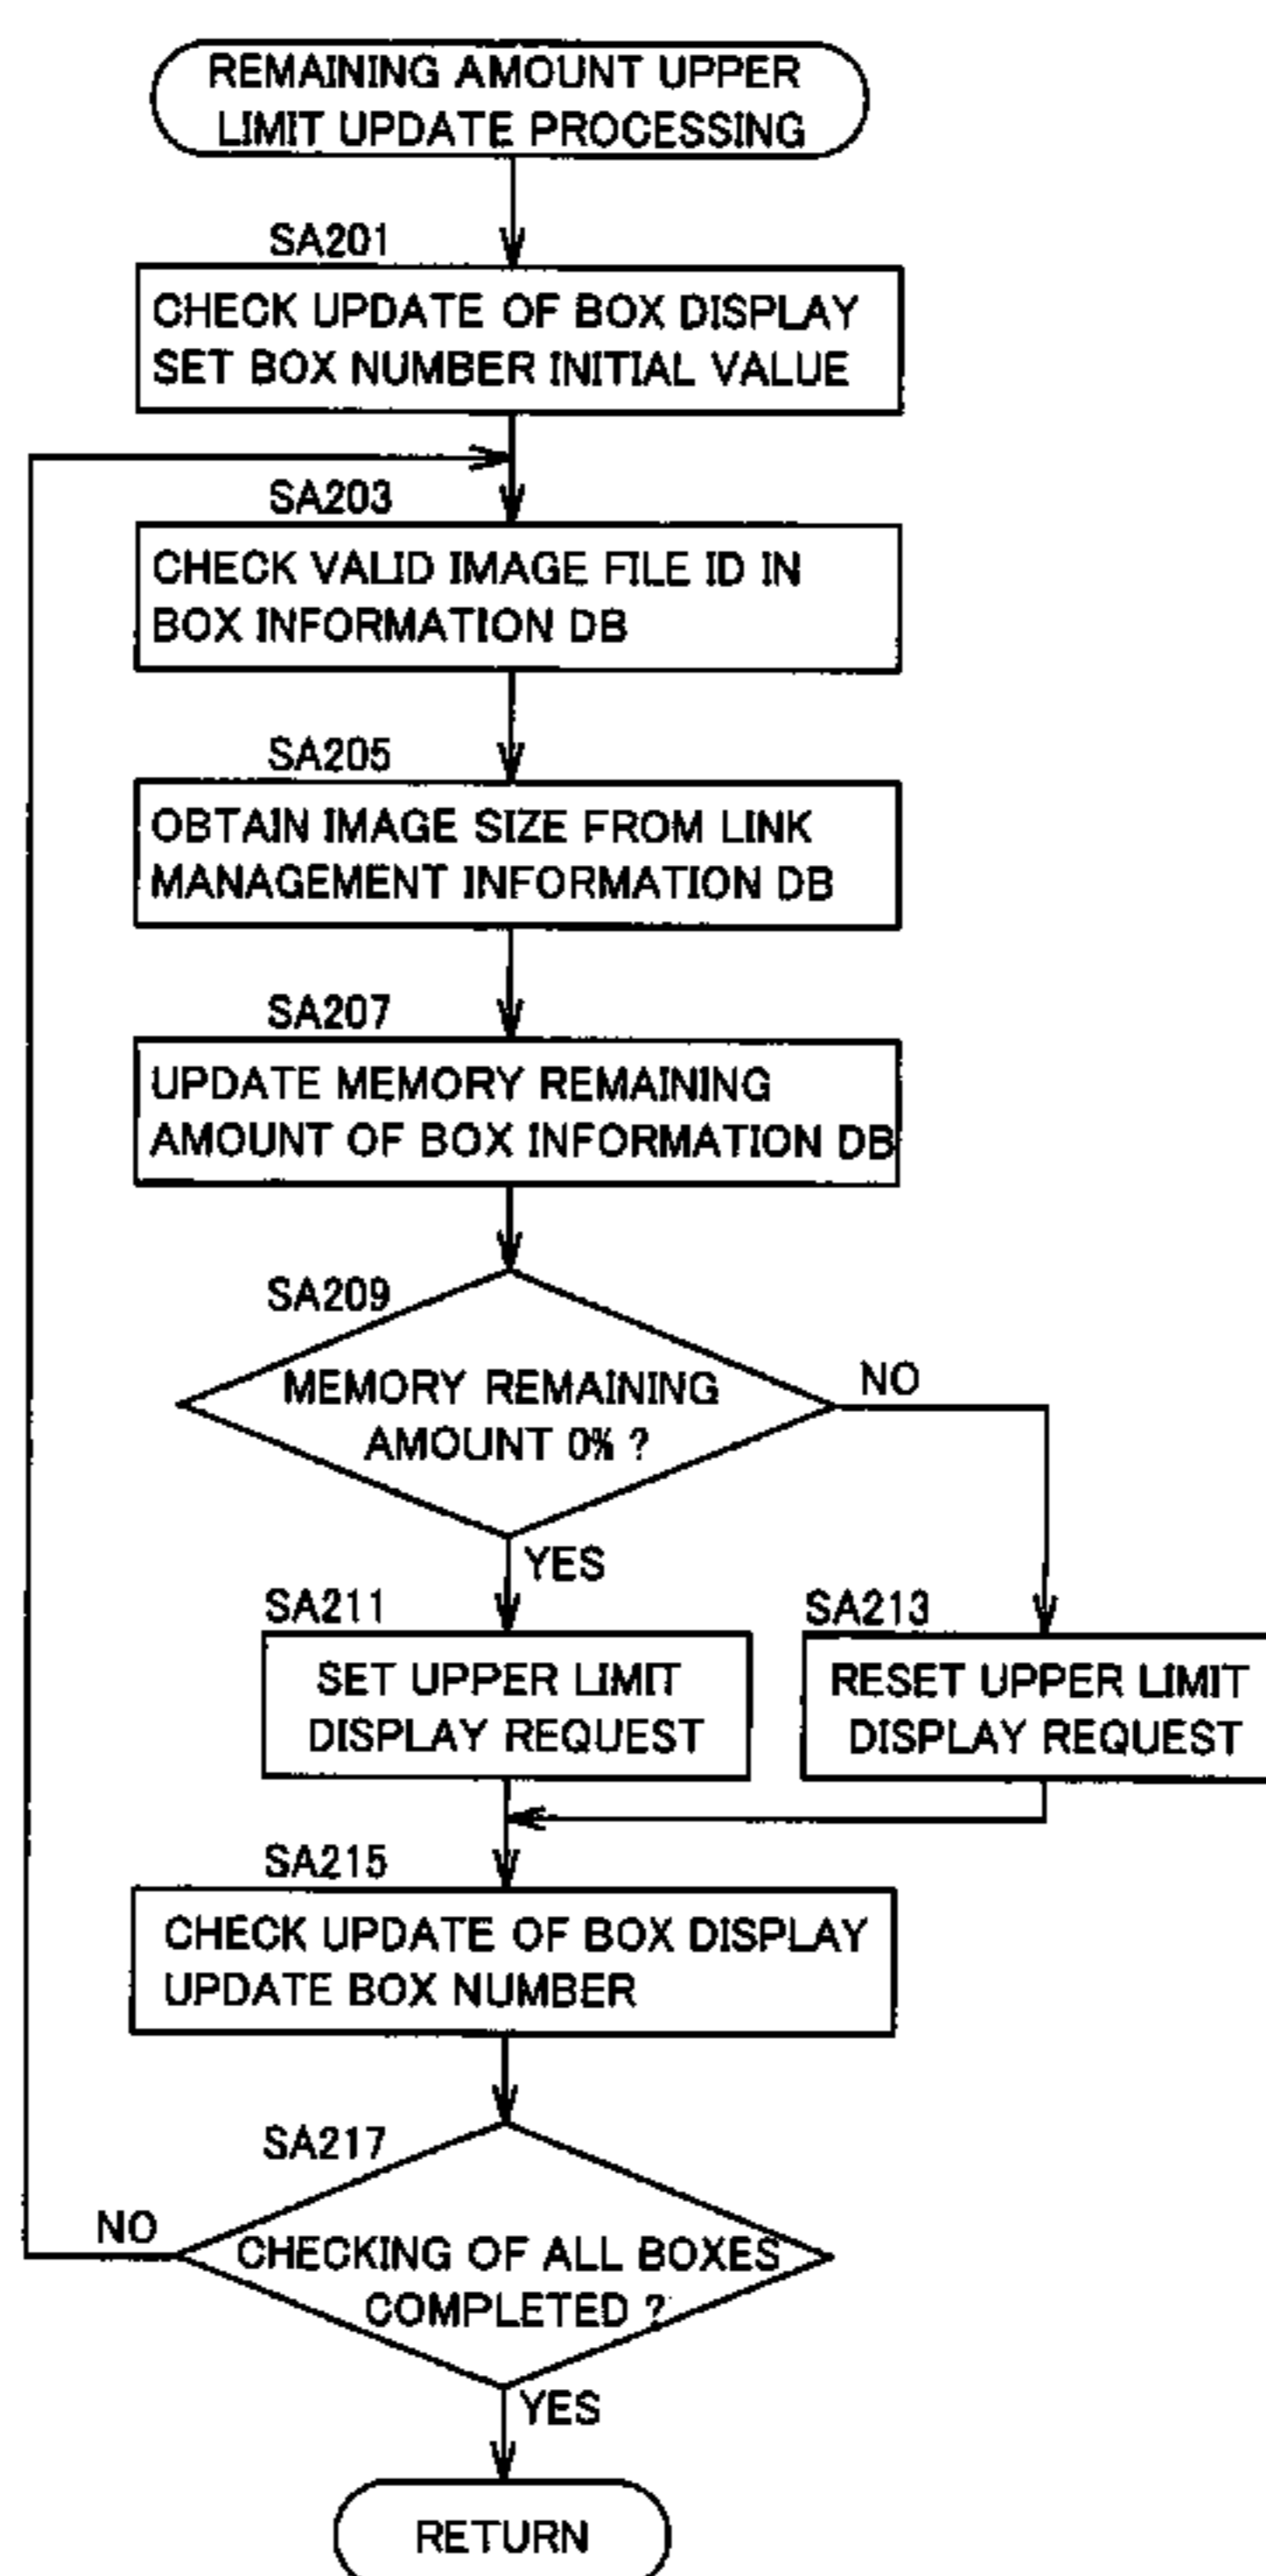 REMAINING AMOUNT UPPER
LIMIT UPDATE PROCESSING
SA201
CHECK UPDATE OF BOX DISPLAY
SET BOX NUMBER INITIAL VALUE
SA203
CHECK VALID IMAGE FILE ID IN
BOX INFORMATION DB
SA205
OBTAIN IMAGE SIZE FROM LINK
MANAGEMENT INFORMATION DB
SA207
UPDATE MEMORY REMAINING
AMOUNT OF BOX INFORMATION DB
SA209
MEMORY REMAINING
AMOUNT 0% ?
NO
YES
SA211
SET UPPER LIMIT
DISPLAY REQUEST
SA213
RESET UPPER LIMIT
DISPLAY REQUEST
SA215
CHECK UPDATE OF BOX DISPLAY
UPDATE BOX NUMBER
SA217
NO
CHECKING OF ALL BOXES
COMPLETED ?
YES
RETURN